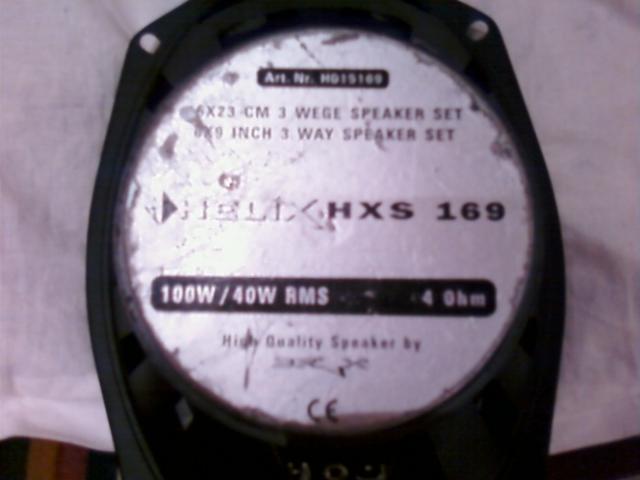 Art. Nr. H015169
6X23 CM 3 WEGE SPEAKER SET
6X9 INCH 3 WAY SPEAKER SET
HELIX HXS 169
100W/40W RMS 4 Ohm
High Quality Speaker by
CE